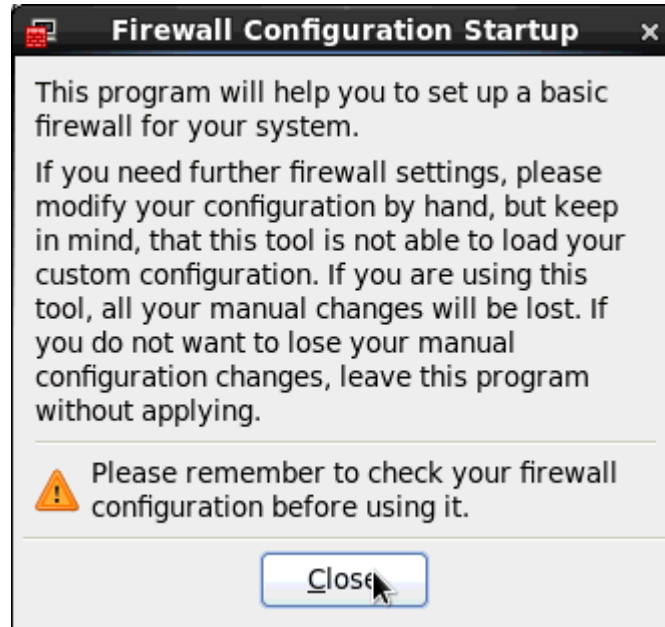 Firewall Configuration Startup
This program will help you to set up a basic
firewall for your system.
If you need further firewall settings, please
modify your configuration by hand, but keep
in mind, that this tool is not able to load your
custom configuration. If you are using this
tool, all your manual changes will be lost. If
you do not want to lose your manual
configuration changes, leave this program
without applying.
Please remember to check your firewall
configuration before using it.
Close